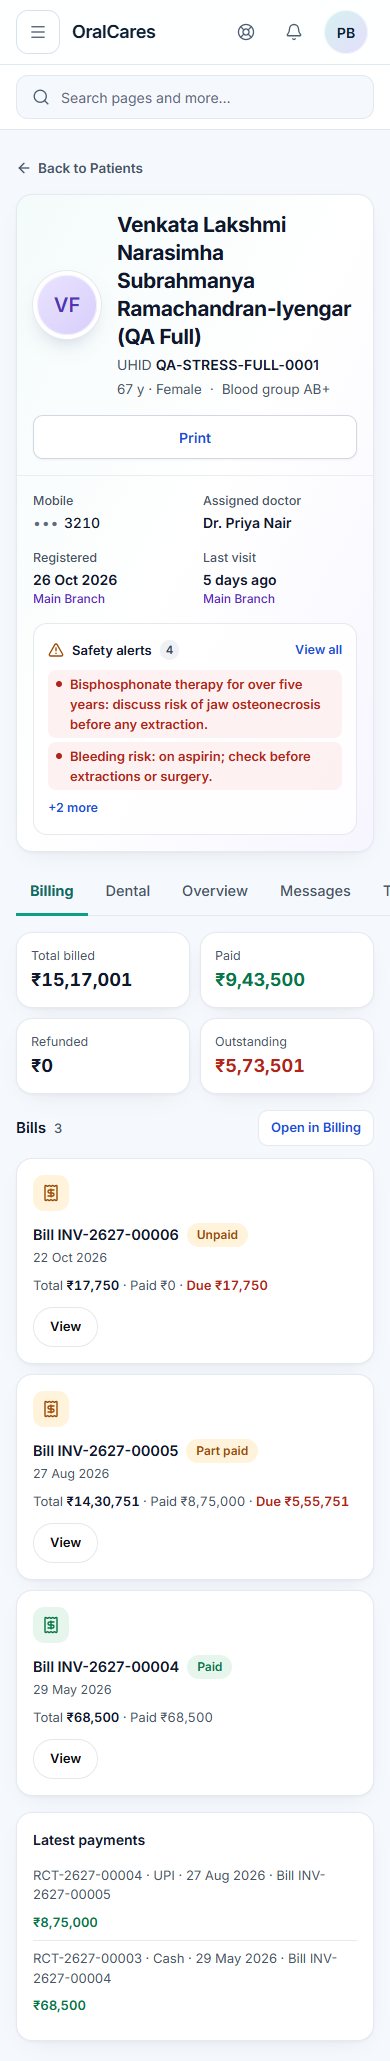 OralCares
PB
Search pages and more...
Back to Patients
VF
Venkata Lakshmi
Narasimha
Subrahmanya
Ramachandran-Iyengar
(QA Full)
UHID QA-STRESS-FULL-0001
67 y · Female · Blood group AB+
Print
Mobile
••• 3210
Assigned doctor
Dr. Priya Nair
Registered
26 Oct 2026
Main Branch
Last visit
5 days ago
Main Branch
Safety alerts 4
View all
• Bisphosphonate therapy for over five
years: discuss risk of jaw osteonecrosis
before any extraction.
• Bleeding risk: on aspirin; check before
extractions or surgery.
+2 more
Billing Dental Overview Messages T
Total billed
₹15,17,001
Paid
₹9,43,500
Refunded
₹0
Outstanding
₹5,73,501
Bills 3
Open in Billing
Bill INV-2627-00006 Unpaid
22 Oct 2026
Total ₹17,750 · Paid ₹0 · Due ₹17,750
View
Bill INV-2627-00005 Part paid
27 Aug 2026
Total ₹14,30,751 · Paid ₹8,75,000 · Due ₹5,55,751
View
Bill INV-2627-00004 Paid
29 May 2026
Total ₹68,500 · Paid ₹68,500
View
Latest payments
RCT-2627-00004 · UPI · 27 Aug 2026 · Bill INV-
2627-00005
₹8,75,000
RCT-2627-00003 · Cash · 29 May 2026 · Bill INV-
2627-00004
₹68,500